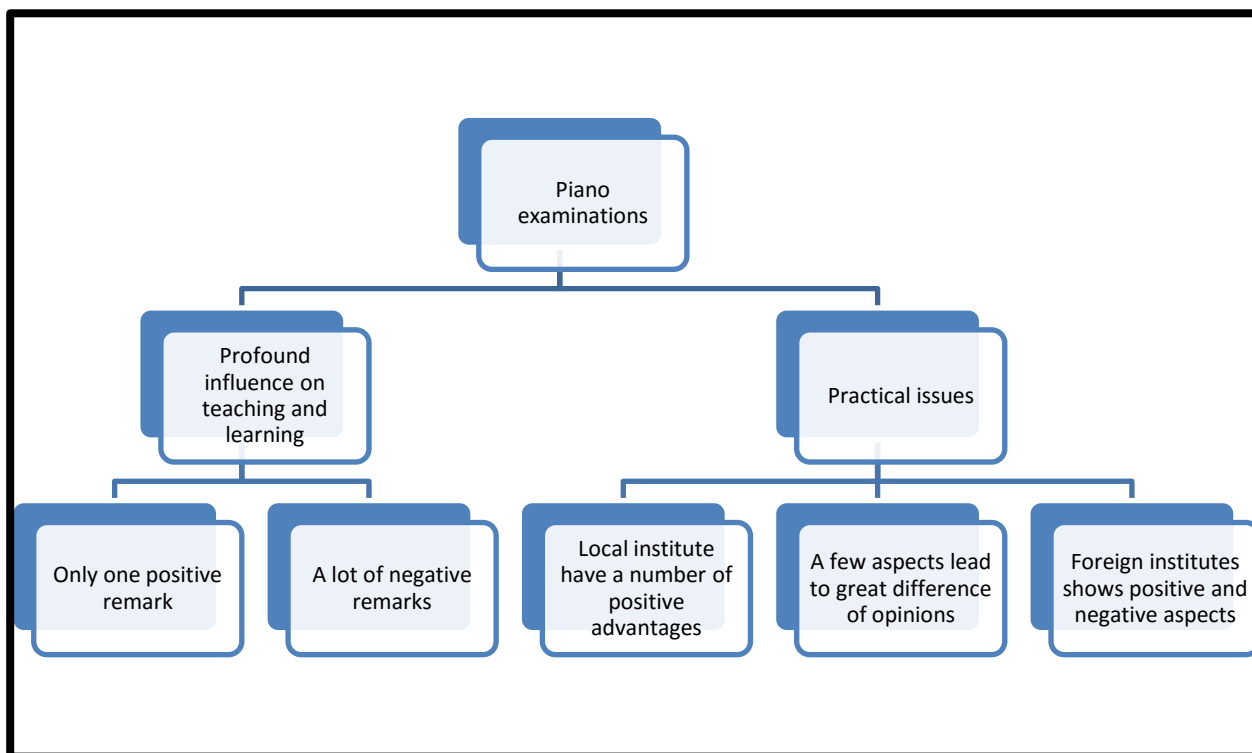 Piano
examinations
Profound
influence on
teaching and
learning
Practical issues
Only one positive
remark
A lot of negative
remarks
Local institute
have a number of
positive
advantages
A few aspects lead
to great difference
of opinions
Foreign institutes
shows positive and
negative aspects